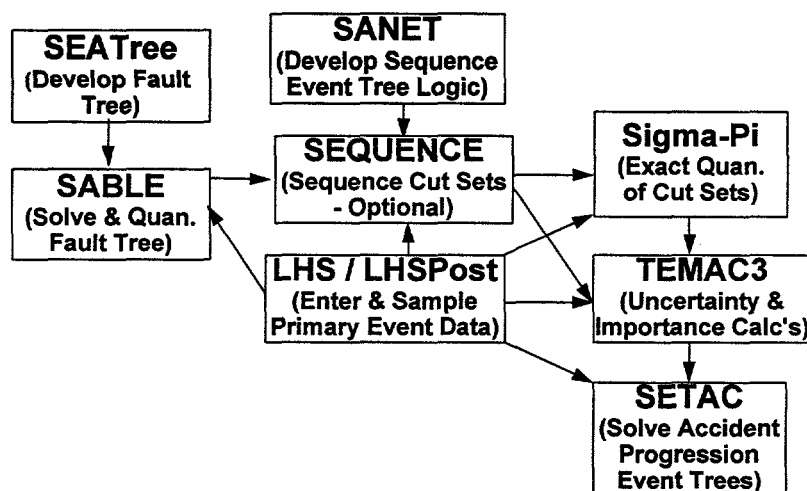 SEATree
(Develop Fault
Tree)
SANET
(Develop Sequence
Event Tree Logic)
SABLE
(Solve & Quan.
Fault Tree)
SEQUENCE
(Sequence Cut Sets
- Optional)
Sigma-Pi
(Exact Quan.
of Cut Sets)
LHS / LHSPost
(Enter & Sample
Primary Event Data)
TEMAC3
(Uncertainty &
Importance Calc's)
SETAC
(Solve Accident
Progression
Event Trees)